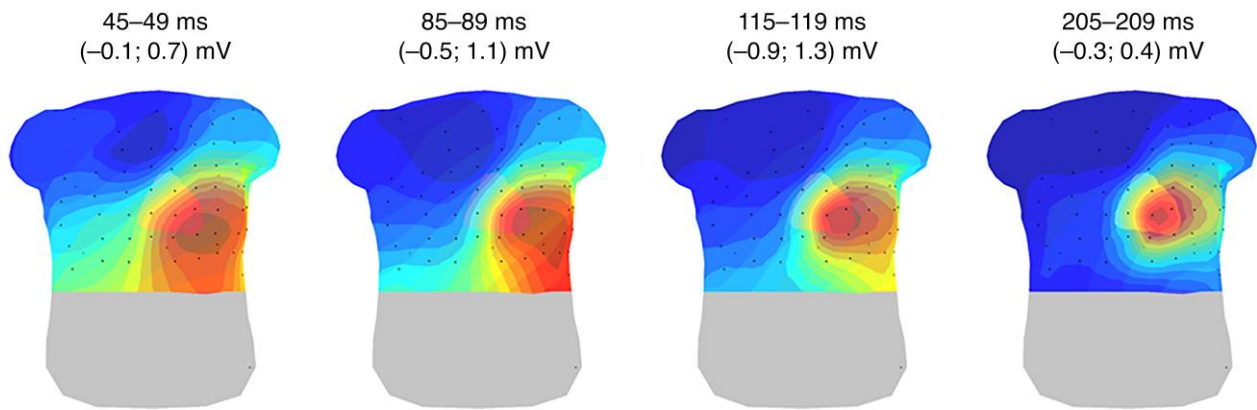 45–49 ms
(–0.1; 0.7) mV
85–89 ms
(–0.5; 1.1) mV
115–119 ms
(–0.9; 1.3) mV
205–209 ms
(–0.3; 0.4) mV